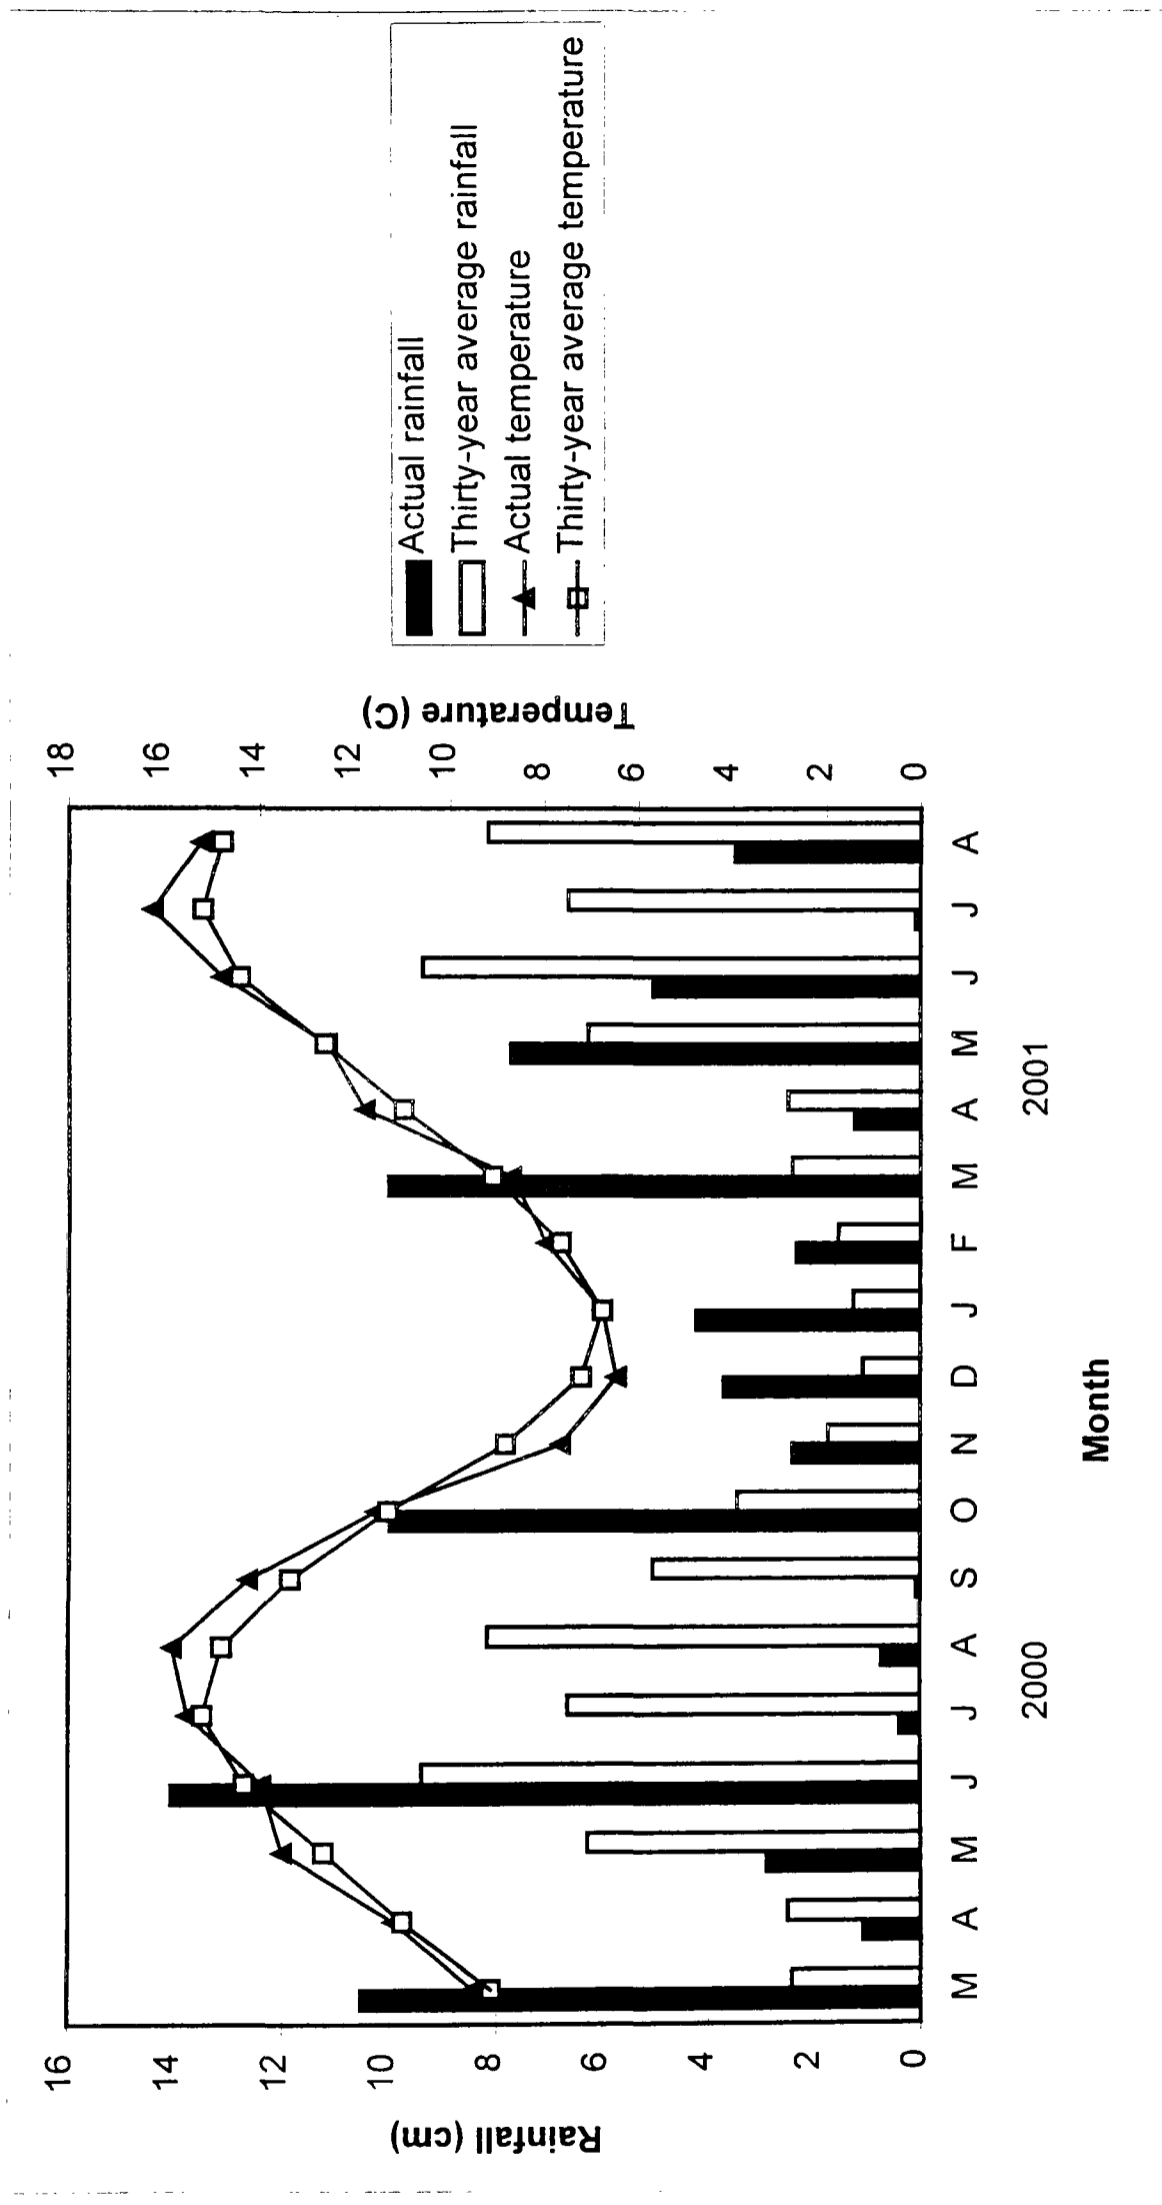 16
14
12
10
8
6
4
2
0
Rainfall (cm)
18
16
14
12
10
8
6
4
2
0
Temperature (C)
M A M J J A S O N D J F M A M J J A
2000 2001
Month
Actual rainfall
Thirty-year average rainfall
Actual temperature
Thirty-year average temperature